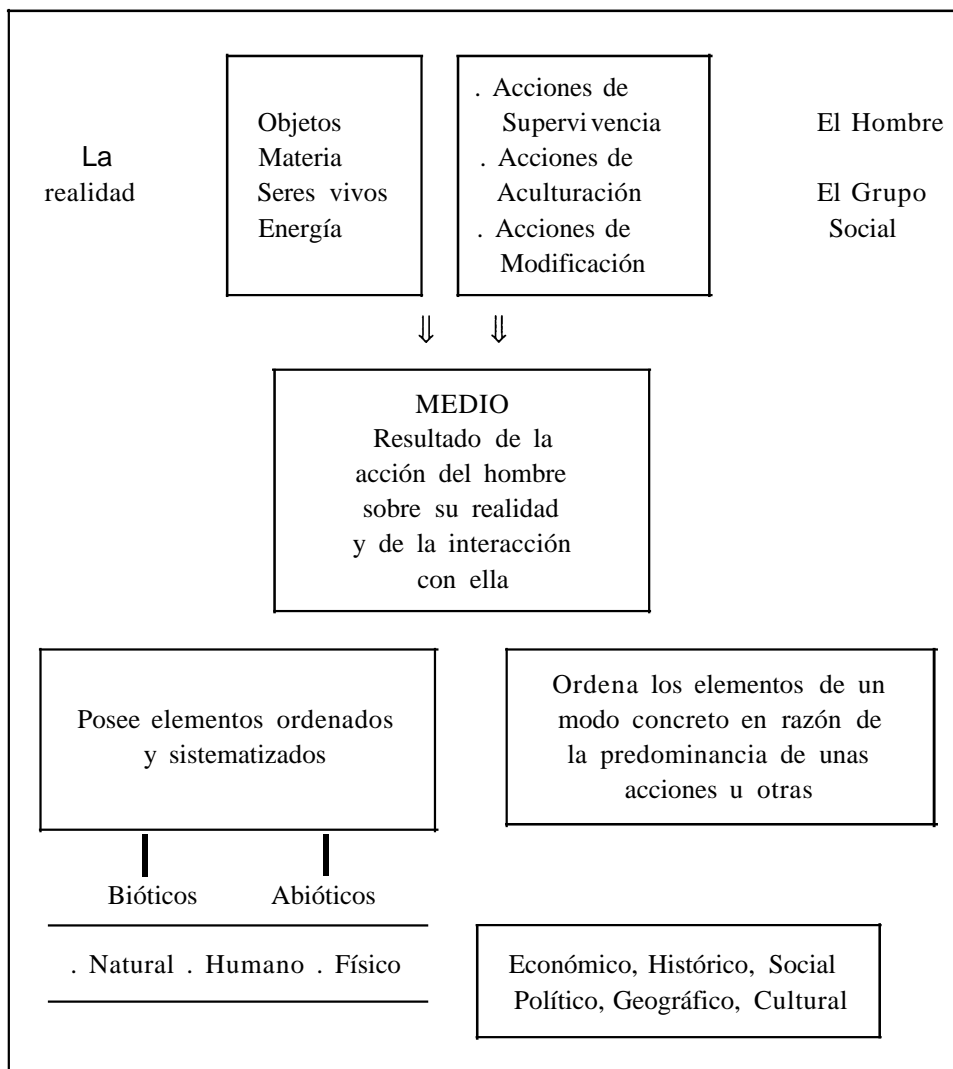 La
realidad
Objetos
Materia
Seres vivos
Energía
. Acciones de
Supervivencia
. Acciones de
Aculturación
. Acciones de
Modificación
El Hombre
El Grupo
Social
⇓ ⇓
MEDIO
Resultado de la
acción del hombre
sobre su realidad
y de la interacción
con ella
Posee elementos ordenados
y sistematizados
Ordena los elementos de un
modo concreto en razón de
la predominancia de unas
acciones u otras
Bióticos Abióticos
. Natural . Humano . Físico
Económico, Histórico, Social
Político, Geográfico, Cultural